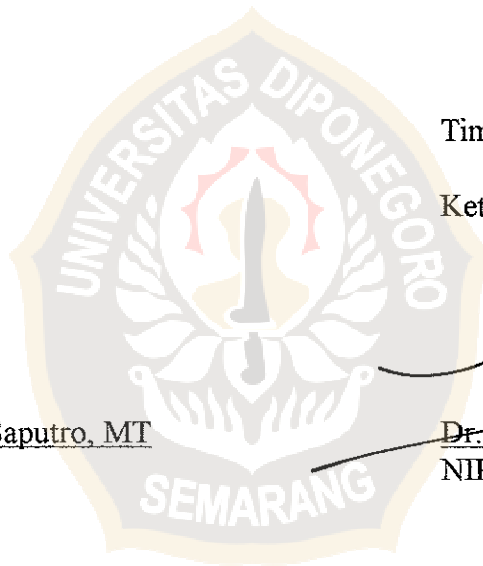 UNIVERSITAS DIPONEGORO
Tim
Ket
Saputro, MT
Dr.
NIP
SEMARANG